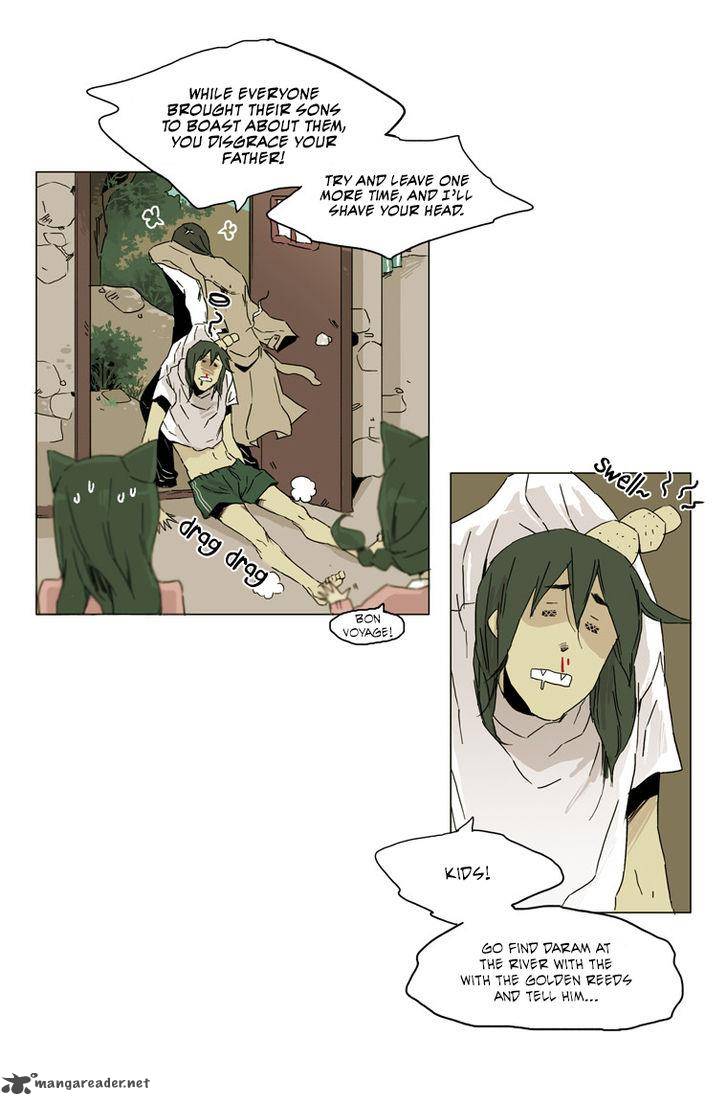 WHILE EVERYONE
BROUGHT THEIR SONS
TO BOAST ABOUT THEM,
YOU DISGRACE YOUR
FATHER!
TRY AND LEAVE ONE
MORE TIME, AND I'LL
SHAVE YOUR HEAD.
drag drag
BON
VOYAGE!
swell~
KIDS!
GO FIND DARAM AT
THE RIVER WITH THE
WITH THE GOLDEN REEDS
AND TELL HIM...
mangareader.net